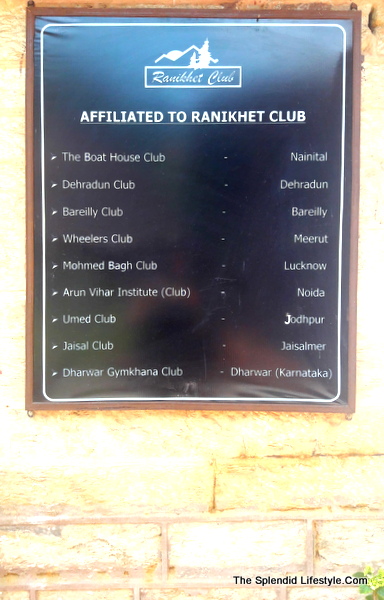 Ranikhet Club
AFFILIATED TO RANIKHET CLUB
➢ The Boat House Club - Nainital
➢ Dehradun Club - Dehradun
➢ Bareilly Club - Bareilly
➢ Wheelers Club - Meerut
➢ Mohmed Bagh Club - Lucknow
➢ Arun Vihar Institute (Club) - Noida
➢ Umed Club - Jodhpur
➢ Jaisal Club - Jaisalmer
➢ Dharwar Gymkhana Club - Dharwar (Karnataka)
The Splendid Lifestyle.Com